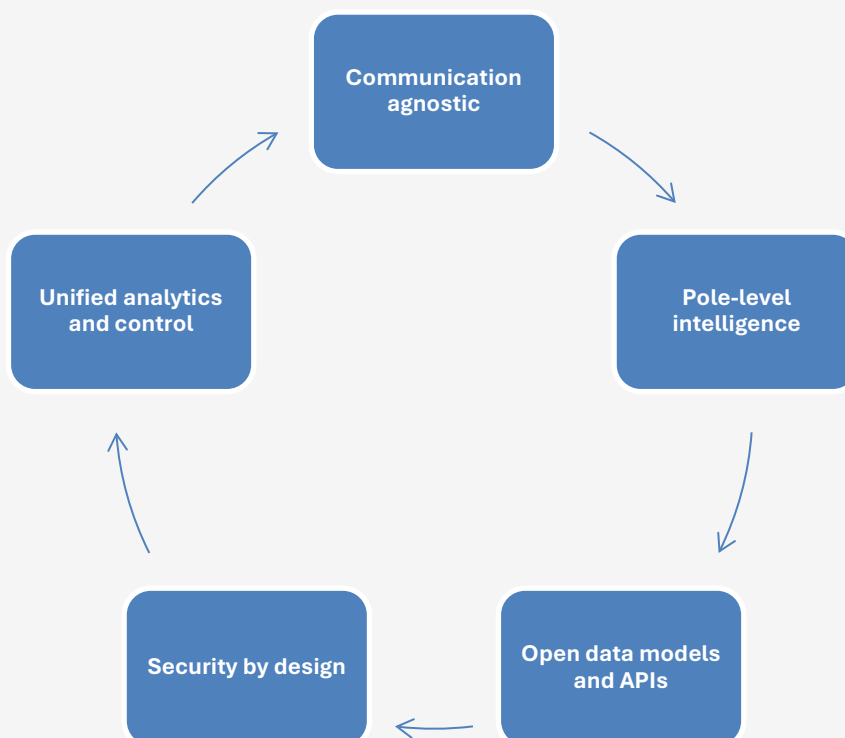 Communication
agnostic
Pole-level
intelligence
Open data models
and APIs
Security by design
Unified analytics
and control